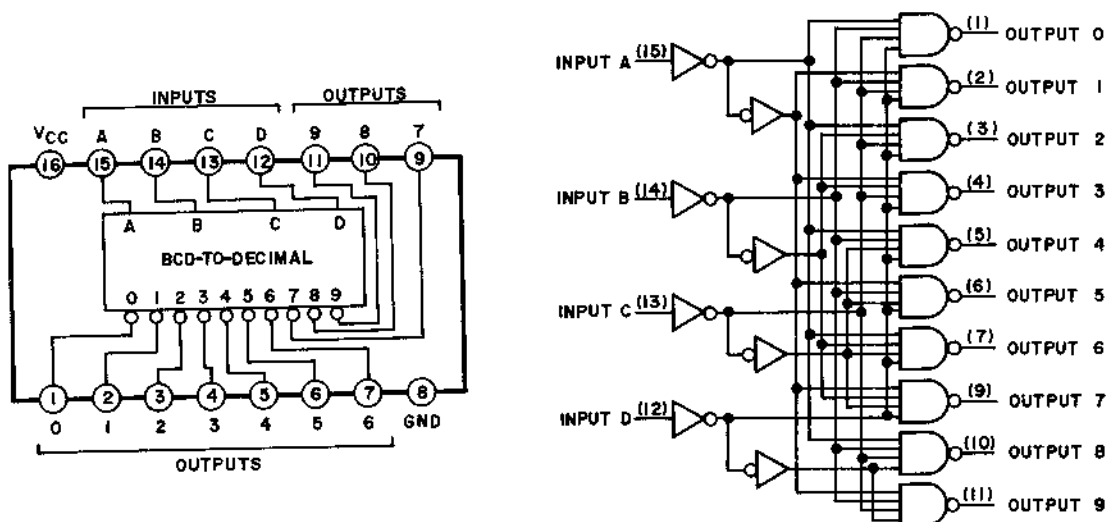 INPUTS
OUTPUTS
VCC A B C D 9 8 7
16 15 14 13 12 11 10 9
A B C D
BCD-TO-DECIMAL
0 1 2 3 4 5 6 7 8 9
1 2 3 4 5 6 7 8
0 1 2 3 4 5 6 GND
OUTPUTS
INPUT A (15)
INPUT B (14)
INPUT C (13)
INPUT D (12)
(1) OUTPUT 0
(2) OUTPUT 1
(3) OUTPUT 2
(4) OUTPUT 3
(5) OUTPUT 4
(6) OUTPUT 5
(7) OUTPUT 6
(9) OUTPUT 7
(10) OUTPUT 8
(11) OUTPUT 9